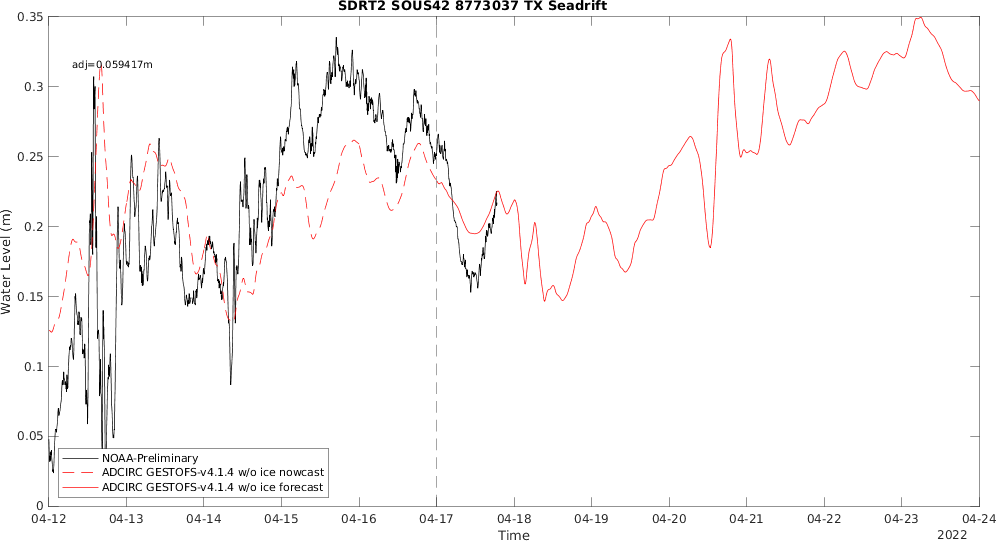 SDRT2 SOUS42 8773037 TX Seadrift
adj=0.059417m
0.35
0.3
0.25
0.2
0.15
0.1
0.05
0
Water Level (m)
NOAA-Preliminary
ADCIRC GESTOFS-v4.1.4 w/o ice nowcast
ADCIRC GESTOFS-v4.1.4 w/o ice forecast
04-12 04-13 04-14 04-15 04-16 04-17 04-18 04-19 04-20 04-21 04-22 04-23 04-24
Time
2022